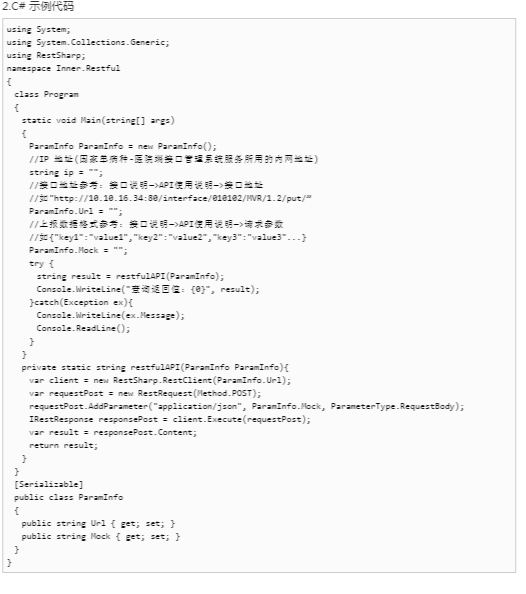 2.C# 示例代码
using System;
using System.Collections.Generic;
using RestSharp;
namespace Inner.Restful
{
class Program
{
static void Main(string[] args)
{
ParamInfo ParamInfo = new ParamInfo();
//IP 地址(国家单病种-医院端接口管理系统服务所用的内网地址)
string ip = "";
//接口地址参考: 接口说明->API使用说明->接口地址
//如"http://10.10.16.34:80/interface/010102/MVR/1.2/put/"
ParamInfo.Url = "";
//上报数据格式参考: 接口说明->API使用说明->请求参数
//如{"key1":"value1","key2":"value2","key3":"value3"...}
ParamInfo.Mock = "";
try {
string result = restfulAPI(ParamInfo);
Console.WriteLine("查询返回值: {0}", result);
}catch(Exception ex){
Console.WriteLine(ex.Message);
Console.ReadLine();
}
}
private static string restfulAPI(ParamInfo ParamInfo){
var client = new RestSharp.RestClient(ParamInfo.Url);
var requestPost = new RestRequest(Method.POST);
requestPost.AddParameter("application/json", ParamInfo.Mock, ParameterType.RequestBody);
IRestResponse responsePost = client.Execute(requestPost);
var result = responsePost.Content;
return result;
}
}
[Serializable]
public class ParamInfo
{
public string Url { get; set; }
public string Mock { get; set; }
}
}